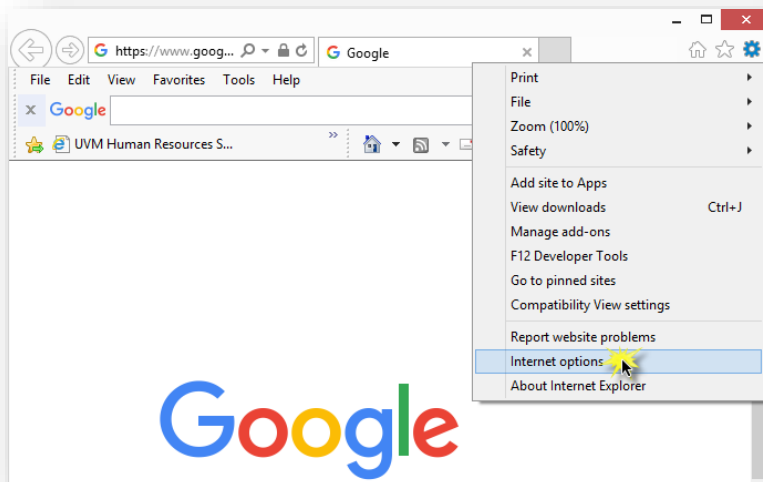 https://www.goog...
Google
File Edit View Favorites Tools Help
x Google
UVM Human Resources S...
Print
File
Zoom (100%)
Safety
Add site to Apps
View downloads Ctrl+J
Manage add-ons
F12 Developer Tools
Go to pinned sites
Compatibility View settings
Report website problems
Internet options
About Internet Explorer
Google